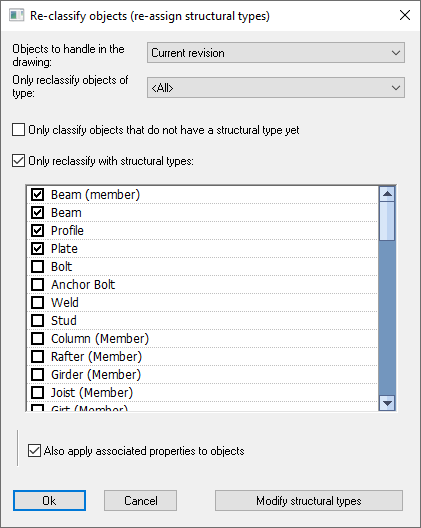 Re-classify objects (re-assign structural types)
Objects to handle in the
drawing:
Current revision
Only reclassify objects of
type:
<All>
Only classify objects that do not have a structural type yet
Only reclassify with structural types:
Beam (member)
Beam
Profile
Plate
Bolt
Anchor Bolt
Weld
Stud
Column (Member)
Rafter (Member)
Girder (Member)
Joist (Member)
Girt (Member)
Also apply associated properties to objects
Ok
Cancel
Modify structural types